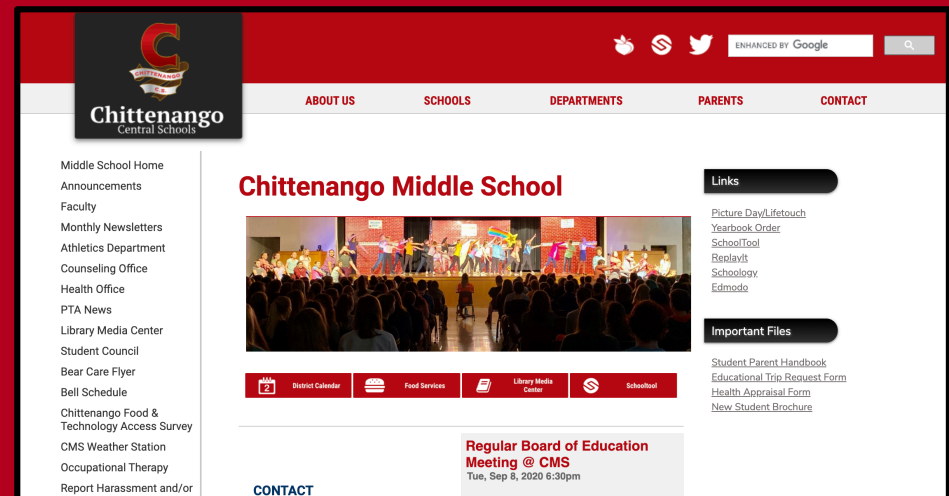 C
CHITTENANGO
C.S.
Chittenango
Central Schools
ENHANCED BY Google
ABOUT US
SCHOOLS
DEPARTMENTS
PARENTS
CONTACT
Middle School Home
Announcements
Faculty
Monthly Newsletters
Athletics Department
Counseling Office
Health Office
PTA News
Library Media Center
Student Council
Bear Care Flyer
Bell Schedule
Chittenango Food &
Technology Access Survey
CMS Weather Station
Occupational Therapy
Report Harassment and/or
Chittenango Middle School
2
District Calendar
Food Services
Library Media
Center
Schooltool
CONTACT
Regular Board of Education
Meeting @ CMS
Tue, Sep 8, 2020 6:30pm
Links
Picture Day/Lifetouch
Yearbook Order
SchoolTool
ReplayIt
Schoology
Edmodo
Important Files
Student Parent Handbook
Educational Trip Request Form
Health Appraisal Form
New Student Brochure